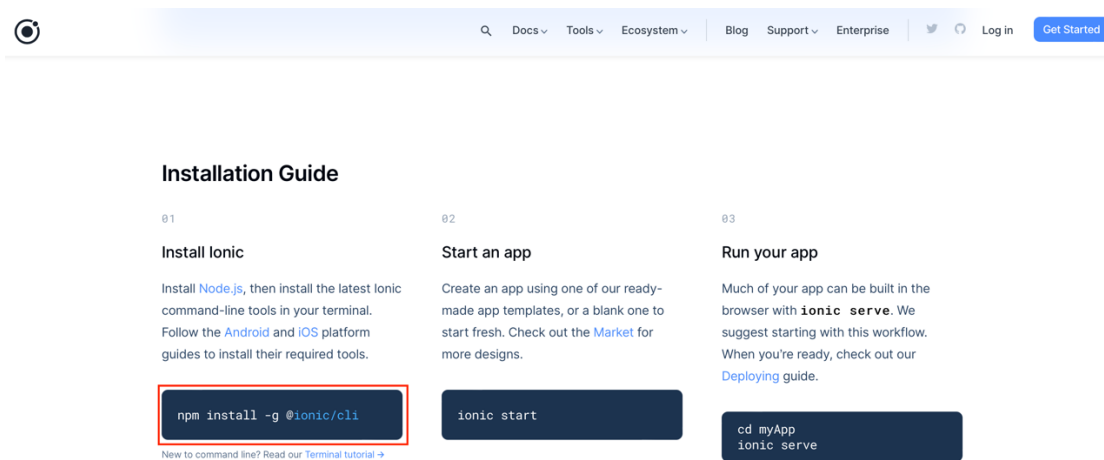 Docs Tools Ecosystem Blog Support Enterprise Log in Get Started
Installation Guide
01
Install Ionic
Install Node.js, then install the latest Ionic
command-line tools in your terminal.
Follow the Android and iOS platform
guides to install their required tools.
npm install -g @ionic/cli
New to command line? Read our Terminal tutorial →
02
Start an app
Create an app using one of our ready-
made app templates, or a blank one to
start fresh. Check out the Market for
more designs.
ionic start
03
Run your app
Much of your app can be built in the
browser with ionic serve. We
suggest starting with this workflow.
When you're ready, check out our
Deploying guide.
cd myApp
ionic serve